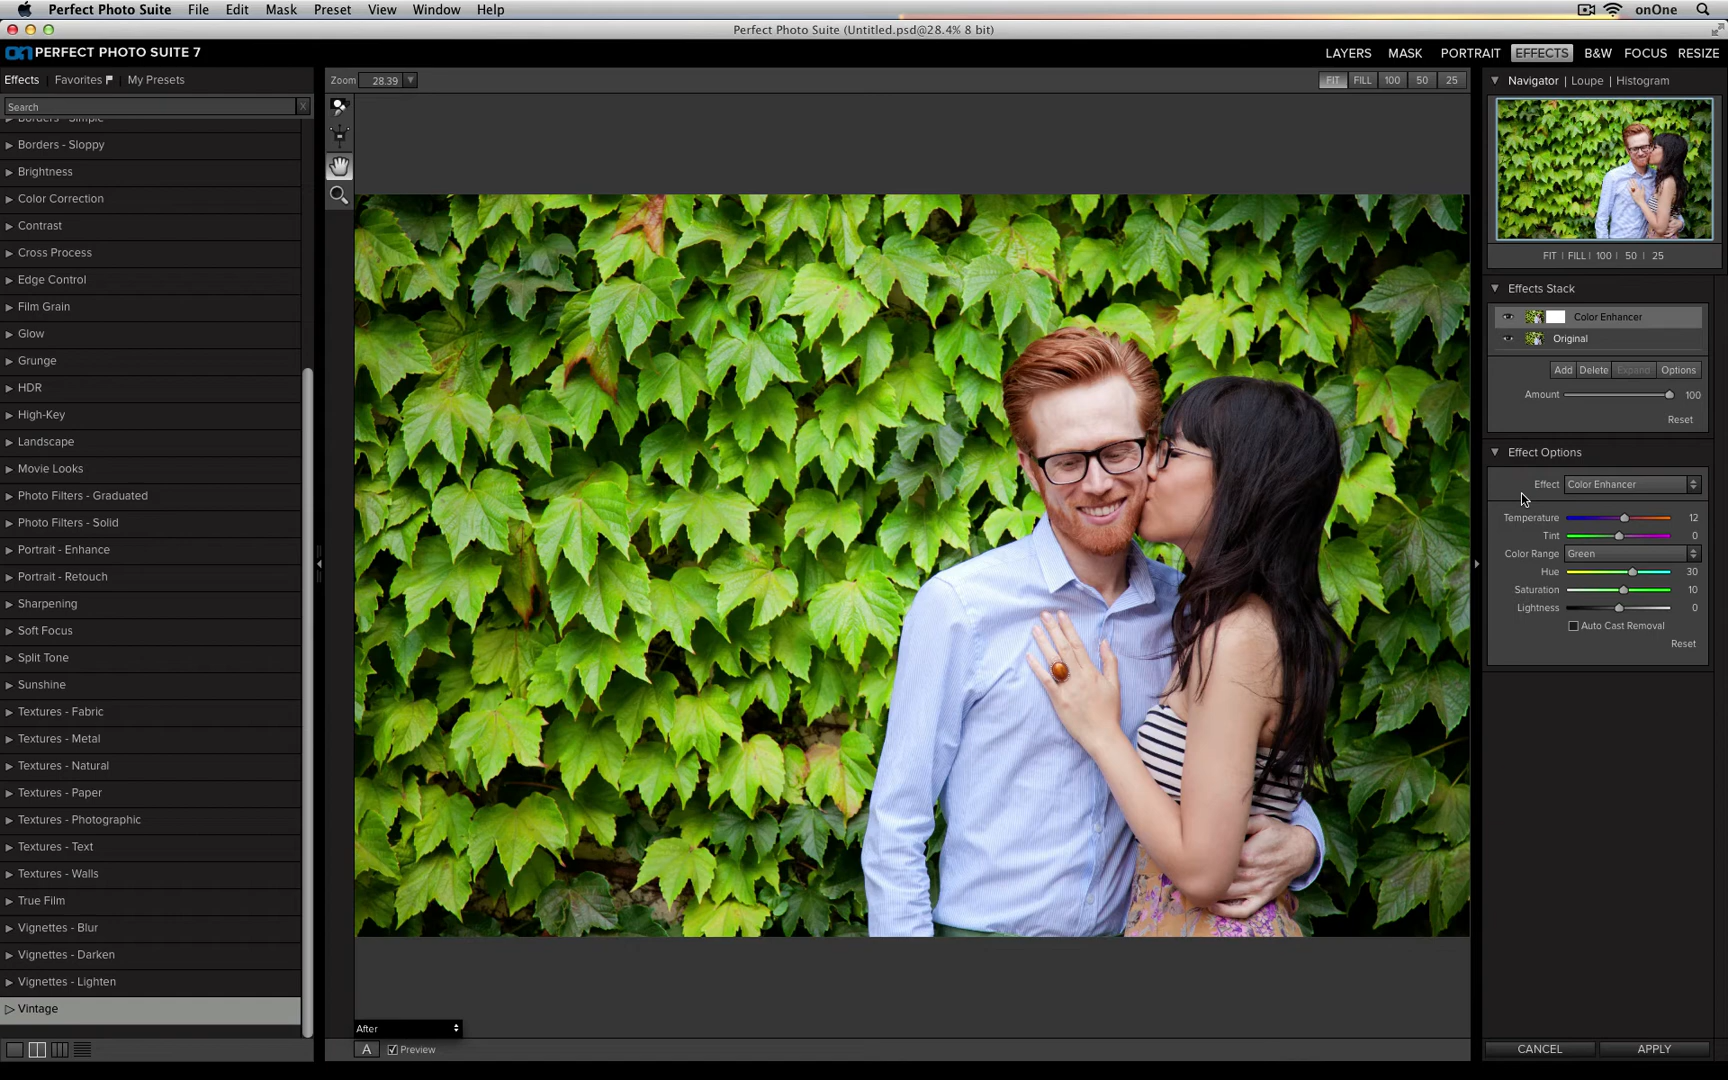 Perfect Photo Suite File Edit Mask Preset View Window Help onOne
Perfect Photo Suite (Untitled.psd@28.4% 8 bit)
on PERFECT PHOTO SUITE 7 LAYERS MASK PORTRAIT EFFECTS B&W FOCUS RESIZE
Effects Favorites My Presets
Zoom 28.39 FIT FILL 100 50 25
Navigator | Loupe | Histogram
Search X
Borders - Simple
Borders - Sloppy
Brightness
Color Correction
Contrast
Cross Process
Edge Control
Film Grain
Glow
Grunge
HDR
High-Key
Landscape
Movie Looks
Photo Filters - Graduated
Photo Filters - Solid
Portrait - Enhance
Portrait - Retouch
Sharpening
Soft Focus
Split Tone
Sunshine
Textures - Fabric
Textures - Metal
Textures - Natural
Textures - Paper
Textures - Photographic
Textures - Text
Textures - Walls
True Film
Vignettes - Blur
Vignettes - Darken
Vignettes - Lighten
Vintage
After
A Preview
FIT | FILL | 100 | 50 | 25
Effects Stack
Color Enhancer
Original
Add Delete Expand Options
Amount 100
Reset
Effect Options
Effect Color Enhancer
Temperature 12
Tint 0
Color Range Green
Hue 30
Saturation 10
Lightness 0
Auto Cast Removal
Reset
CANCEL APPLY